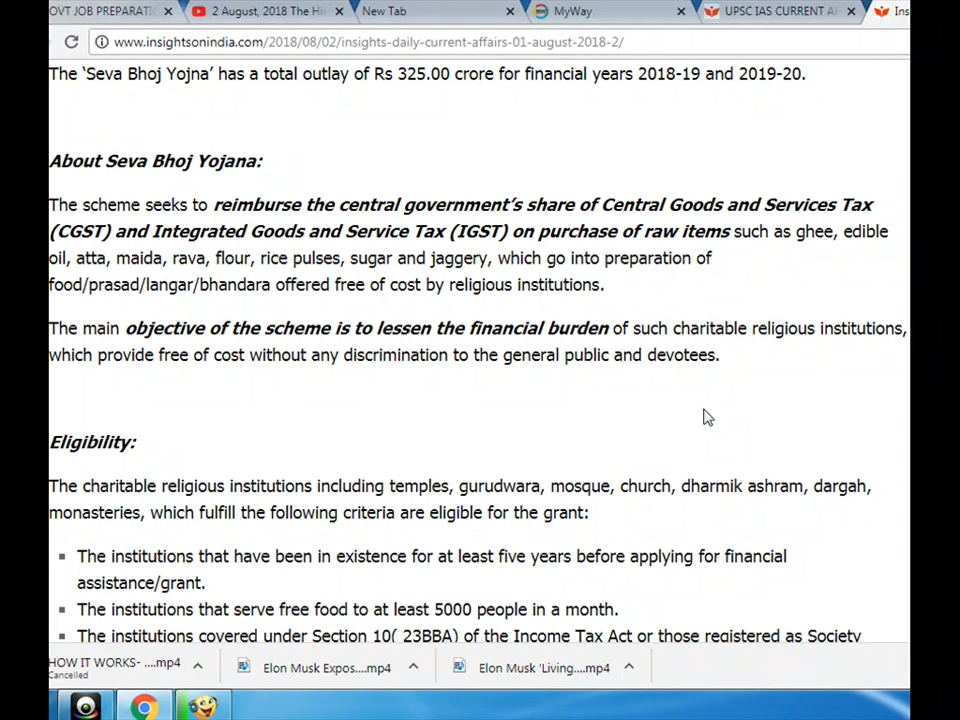 OVT JOB PREPARATI
2 August, 2018 The Hi
New Tab
MyWay
UPSC IAS CURRENT A
Ins
www.insightsonindia.com/2018/08/02/insights-daily-current-affairs-01-august-2018-2/
The ‘Seva Bhoj Yojna’ has a total outlay of Rs 325.00 crore for financial years 2018-19 and 2019-20.
About Seva Bhoj Yojana:
The scheme seeks to reimburse the central government’s share of Central Goods and Services Tax
(CGST) and Integrated Goods and Service Tax (IGST) on purchase of raw items such as ghee, edible
oil, atta, maida, rava, flour, rice pulses, sugar and jaggery, which go into preparation of
food/prasad/langar/bhandara offered free of cost by religious institutions.
The main objective of the scheme is to lessen the financial burden of such charitable religious institutions,
which provide free of cost without any discrimination to the general public and devotees.
Eligibility:
The charitable religious institutions including temples, gurudwara, mosque, church, dharmik ashram, dargah,
monasteries, which fulfill the following criteria are eligible for the grant:
The institutions that have been in existence for at least five years before applying for financial
assistance/grant.
The institutions that serve free food to at least 5000 people in a month.
The institutions covered under Section 10( 23BBA) of the Income Tax Act or those registered as Society
HOW IT WORKS- ....mp4
Cancelled
Elon Musk Expos....mp4
Elon Musk 'Living....mp4